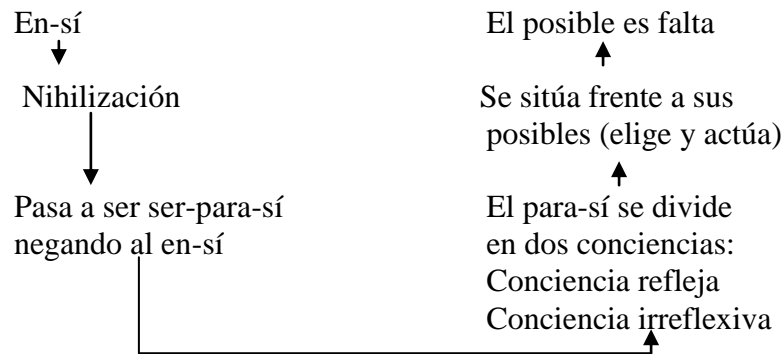 En-sí
Nihilización
Pasa a ser ser-para-sí
negando al en-sí
El para-sí se divide
en dos conciencias:
Conciencia refleja
Conciencia irreflexiva
Se sitúa frente a sus
posibles (elige y actúa)
El posible es falta